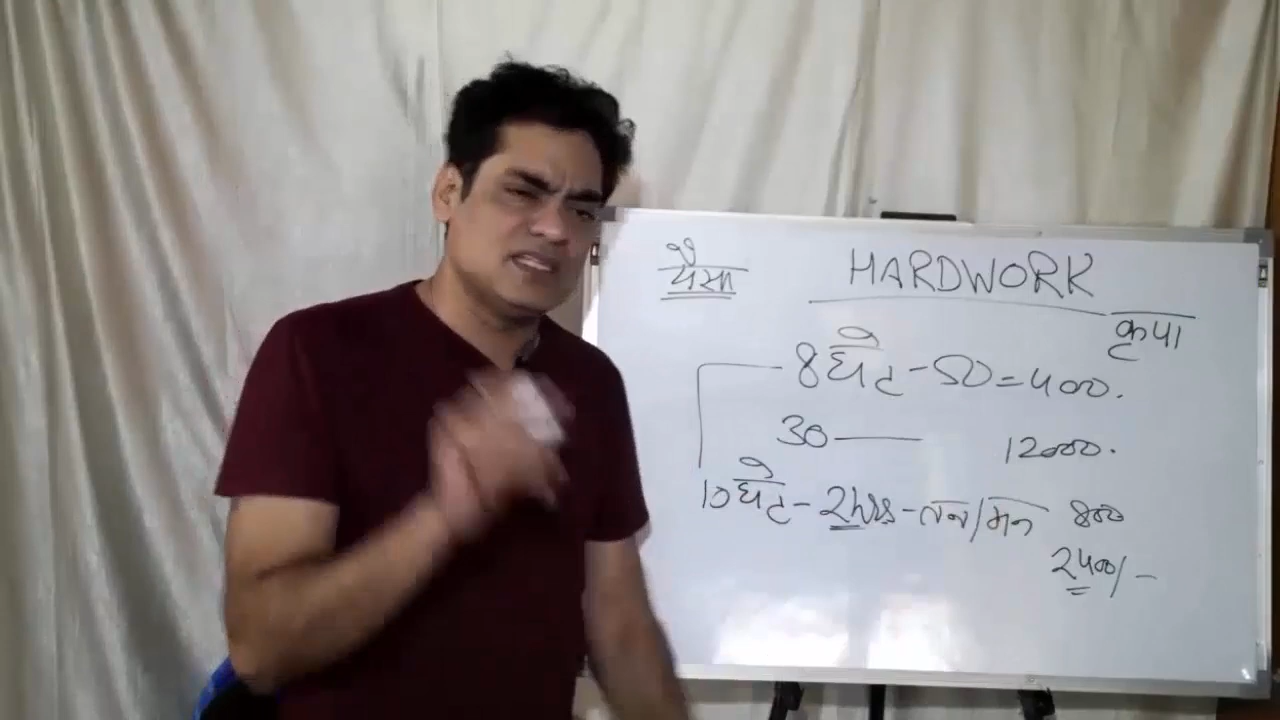 पैसा HARDWORK
कृपा
8 घंटे - 50 = 400.
30 — 12000.
10 घंटे - 2hrs - तन/मन 800
2400/-